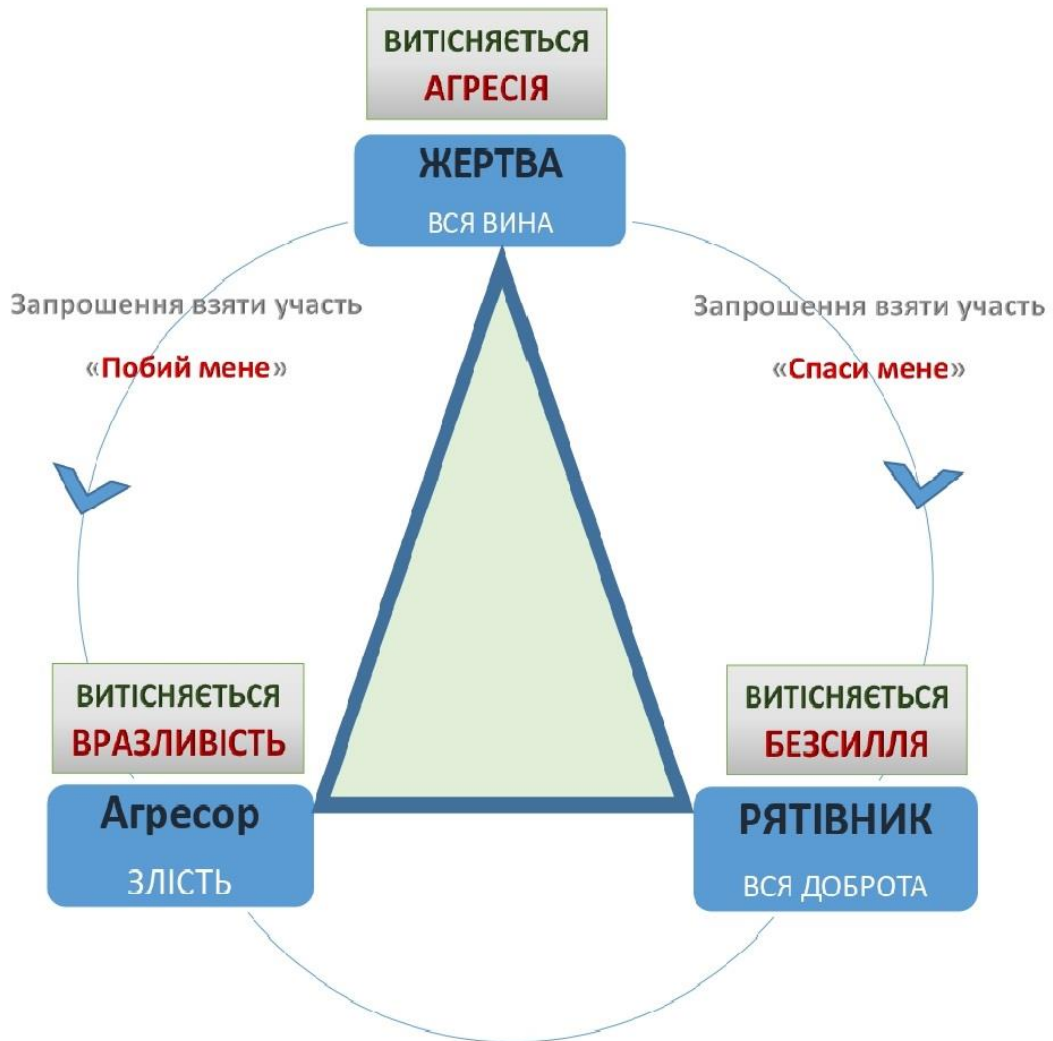 ВИТІСНЯЄТЬСЯ
АГРЕСІЯ
ЖЕРТВА
ВСЯ ВИНА
Запрошення взяти участь
«Побий мене»
Запрошення взяти участь
«Спаси мене»
ВИТІСНЯЄТЬСЯ
ВРАЗЛИВІСТЬ
Агресор
ЗЛІСТЬ
ВИТІСНЯЄТЬСЯ
БЕЗСИЛЛЯ
РЯТІВНИК
ВСЯ ДОБРОТА